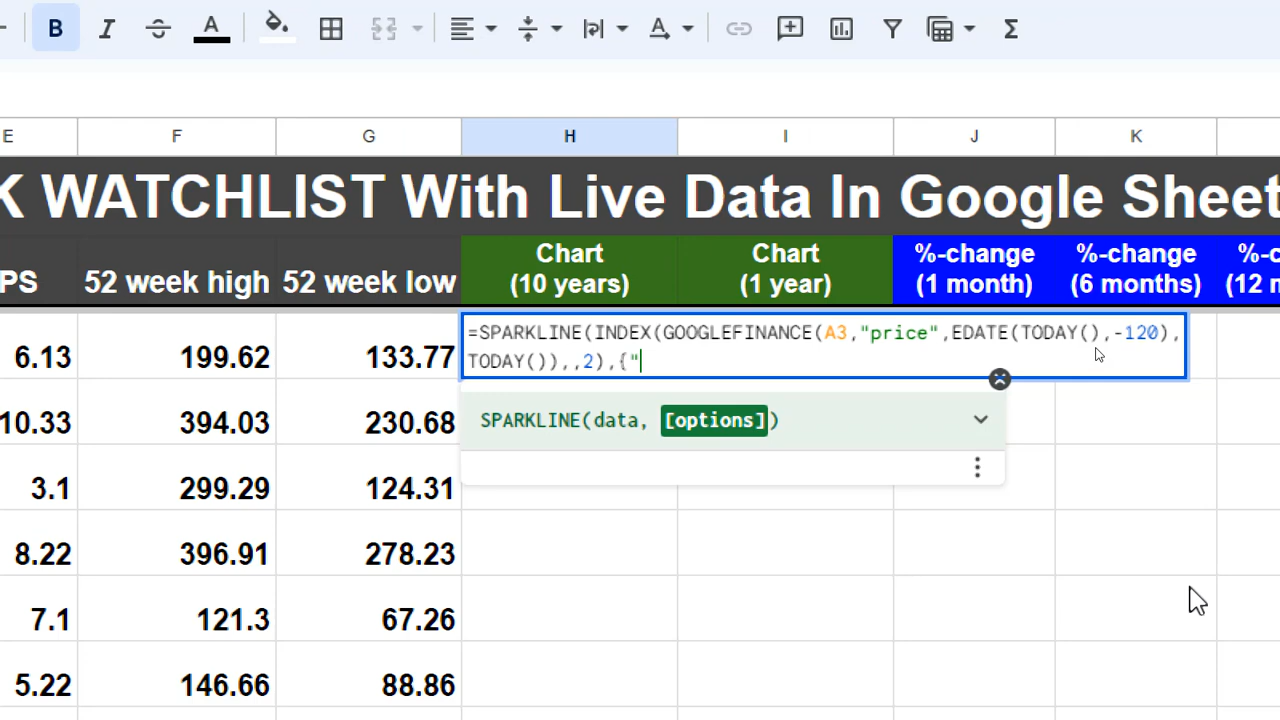 B I A A Σ
E F G H I J K
K WATCHLIST With Live Data In Google Sheet
PS 52 week high 52 week low Chart (10 years) Chart (1 year) %-change (1 month) %-change (6 months) %-c (12 m
=SPARKLINE(INDEX(GOOGLEFINANCE(A3,"price",EDATE(TODAY(),-120),
TODAY()),,2),{"
SPARKLINE(data, [options])
6.13 199.62 133.77
10.33 394.03 230.68
3.1 299.29 124.31
8.22 396.91 278.23
7.1 121.3 67.26
5.22 146.66 88.86